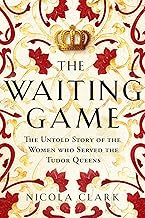 THE
WAITING
GAME
THE UNTOLD STORY OF THE
WOMEN WHO SERVED THE
TUDOR QUEENS
NICOLA CLARK